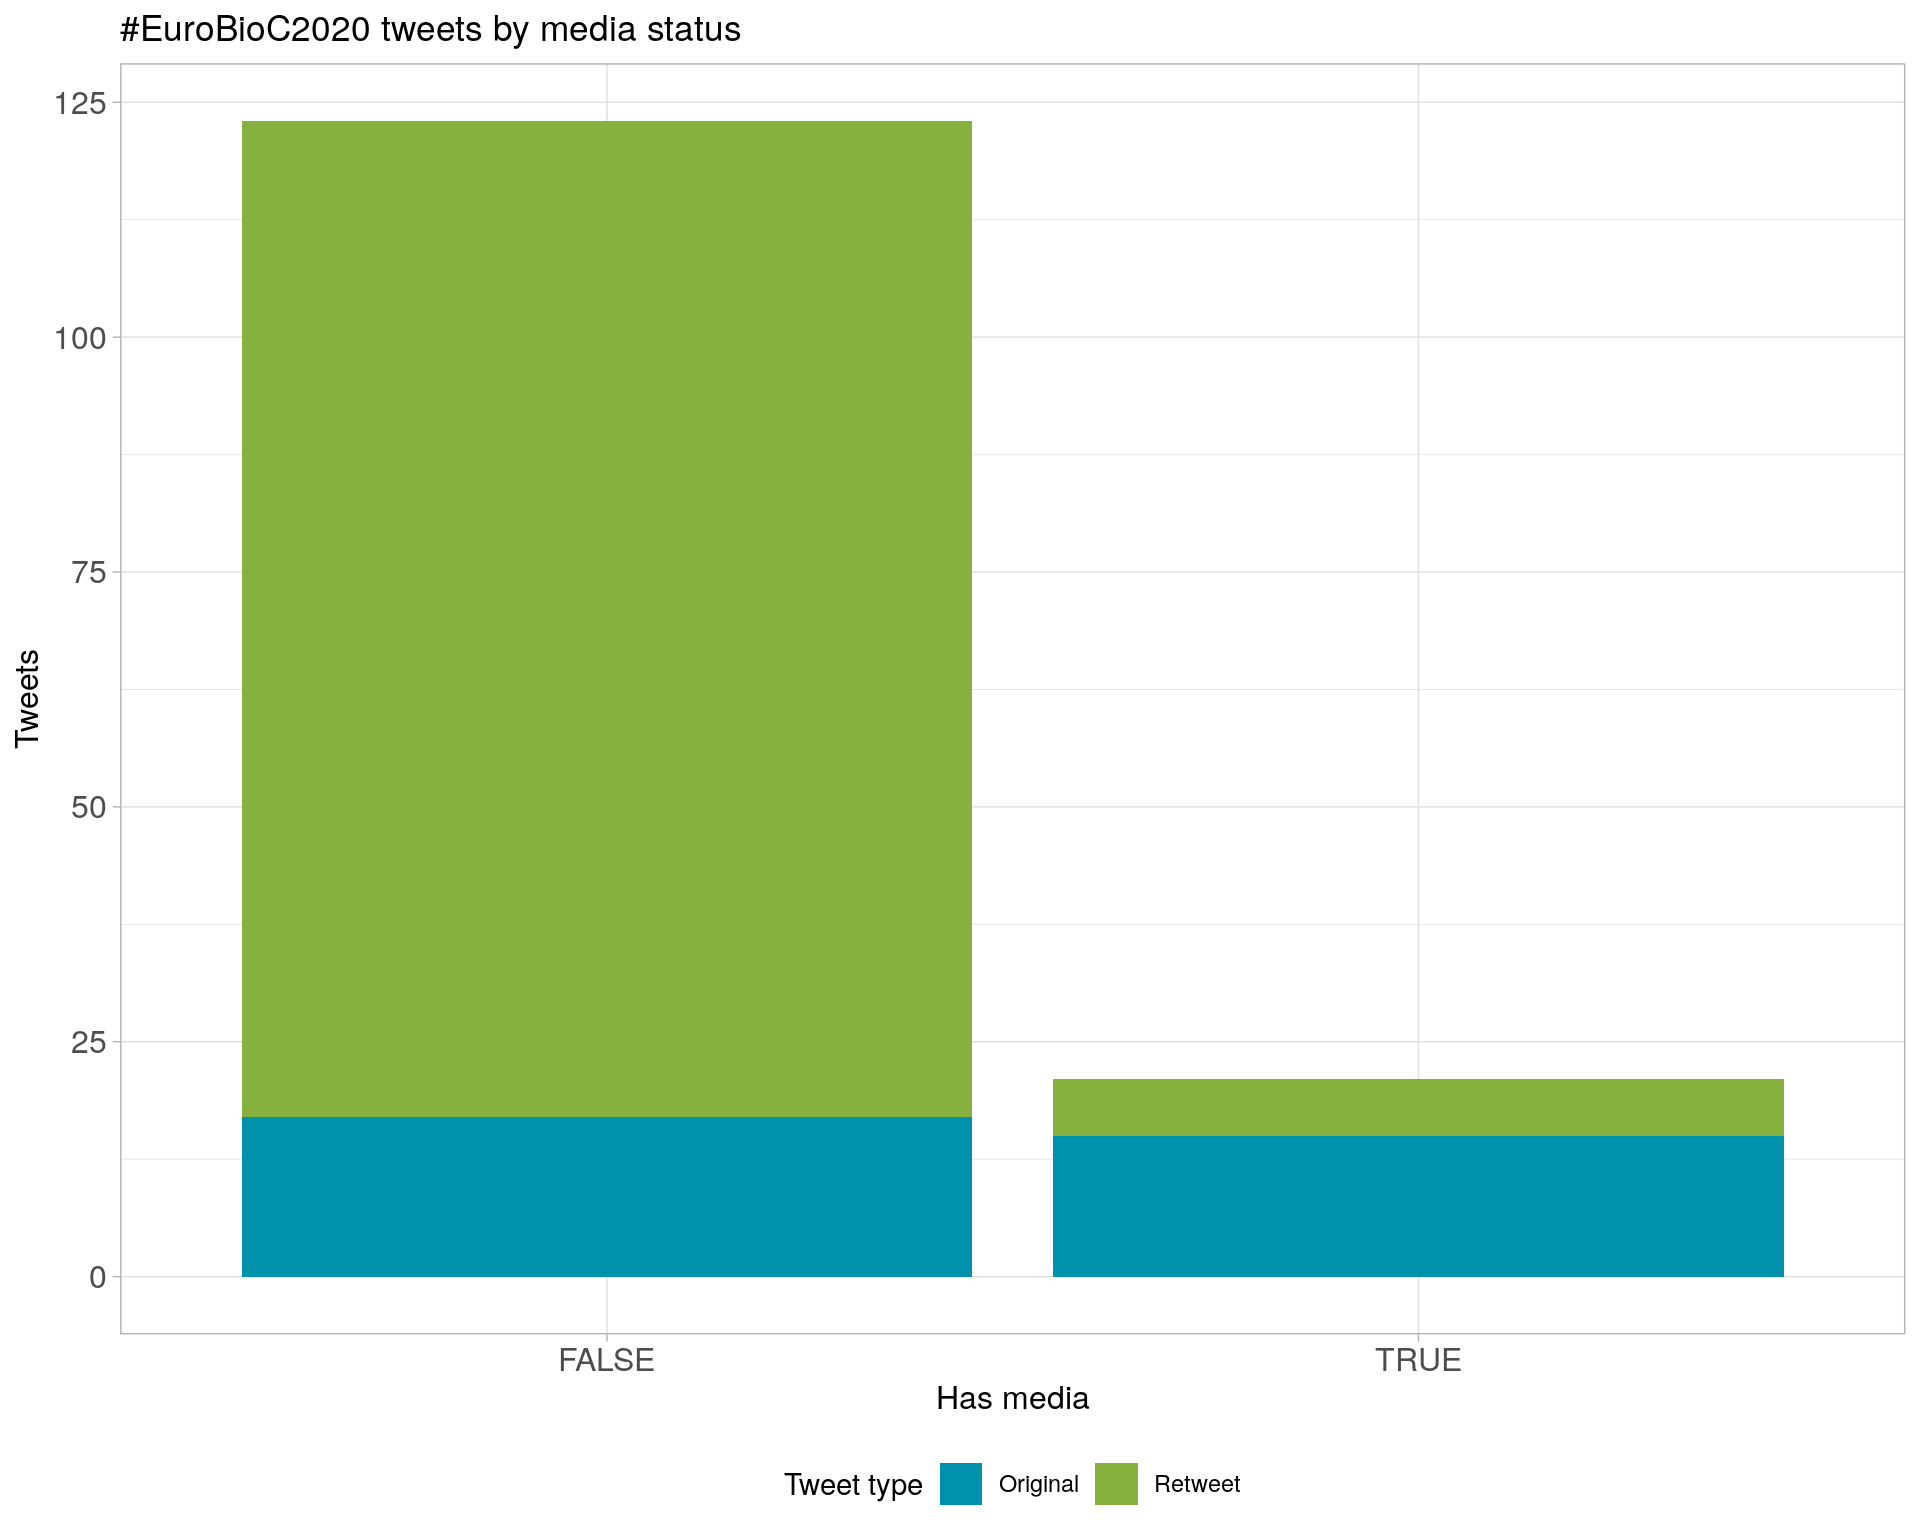 #EuroBioC2020 tweets by media status
125
100
75
50
25
0
Tweets
FALSE TRUE
Has media
Tweet type Original Retweet